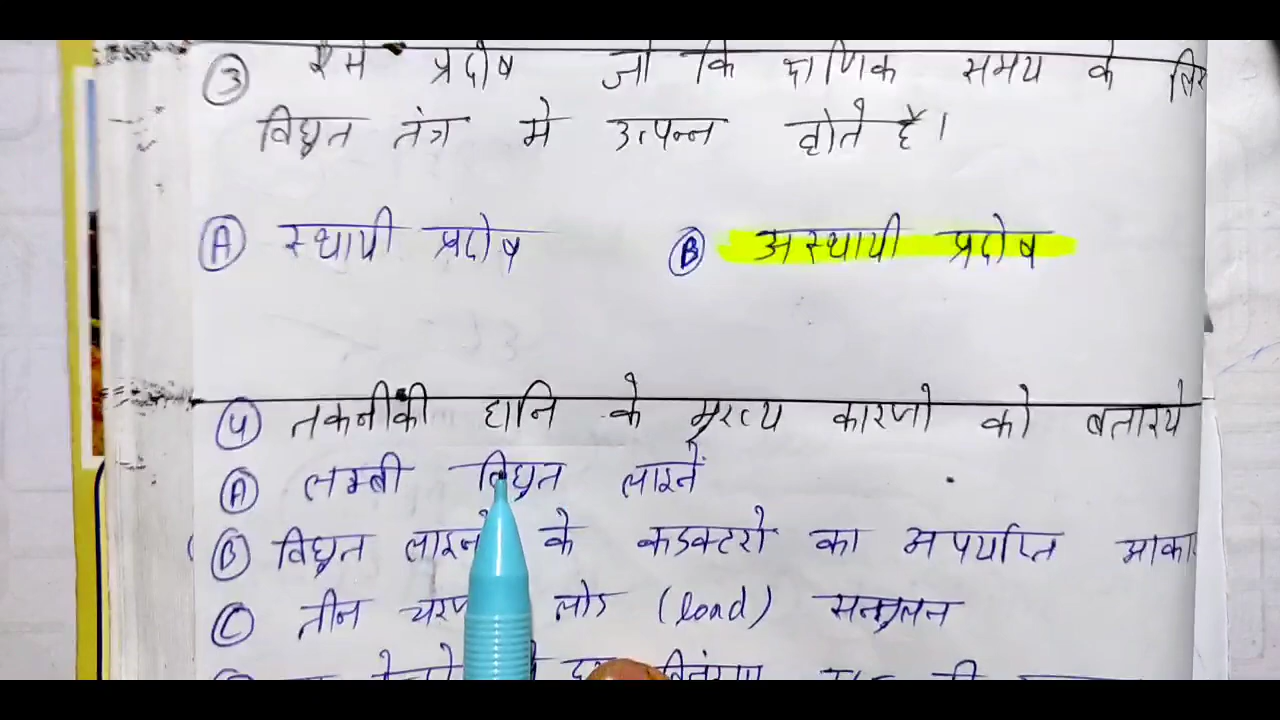 ③ ऐसे प्रदोष जो कि क्षणिक समय के लिए
विद्युत तंत्र मे उत्पन्न होते है।
Ⓐ स्थायी प्रदोष Ⓑ अस्थायी प्रदोष
④ तकनीकी हानि के मुख्य कारणो को बताइये
Ⓐ लम्बी विद्युत लाइनें
Ⓑ विद्युत लाइनो के कडक्टरो का अपर्याप्त आका
Ⓒ तीन चरण लोड (load) सन्तुलन